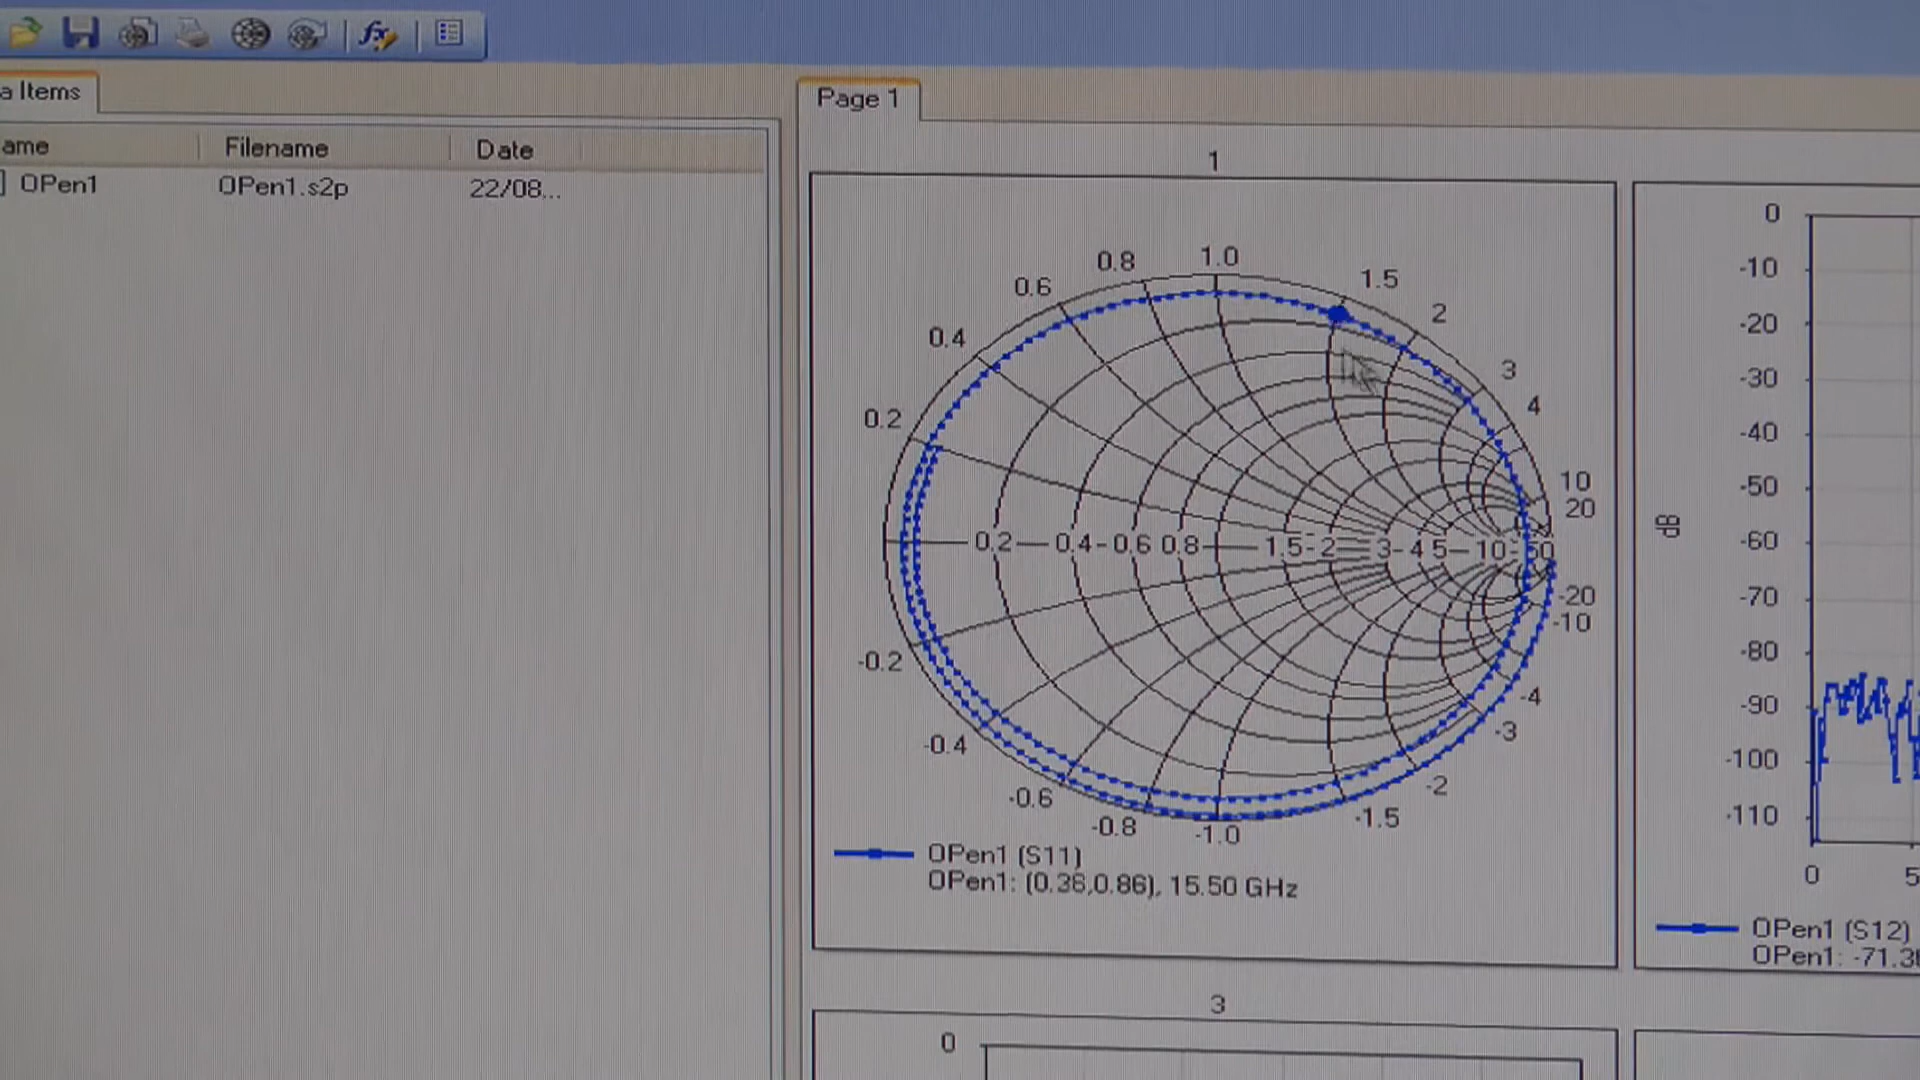 a Items
ame Filename Date
OPen1 OPen1.s2p 22/08...
Page 1
1
1.0
0.8 1.5
0.6 2
0.4 3
4
0.2
10
20
0.2 0.4 0.6 0.8 1.5 2 3 4 5 10 50
-20
-10
-0.2
-4
-0.4 -3
-0.6 -2
-0.8 -1.0 -1.5
OPen1 (S11)
OPen1: (0.36,0.86), 15.50 GHz
0
-10
-20
-30
-40
-50
dB
-60
-70
-80
-90
-100
-110
0 5
OPen1 (S12)
OPen1: -71.3
3
0